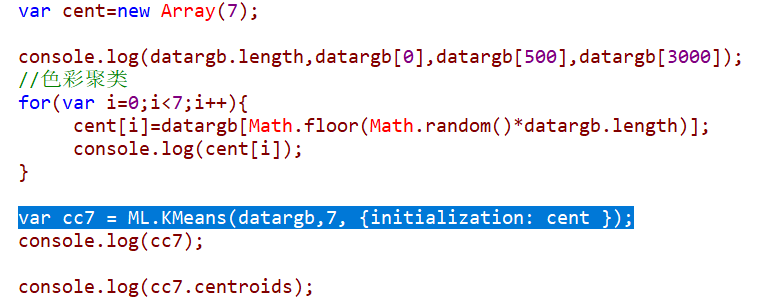 var cent=new Array(7);
console.log(datargb.length,datargb[0],datargb[500],datargb[3000]);
//色彩聚类
for(var i=0;i<7;i++){
cent[i]=datargb[Math.floor(Math.random()*datargb.length)];
console.log(cent[i]);
}
var cc7 = ML.KMeans(datargb,7, {initialization: cent });
console.log(cc7);
console.log(cc7.centroids);